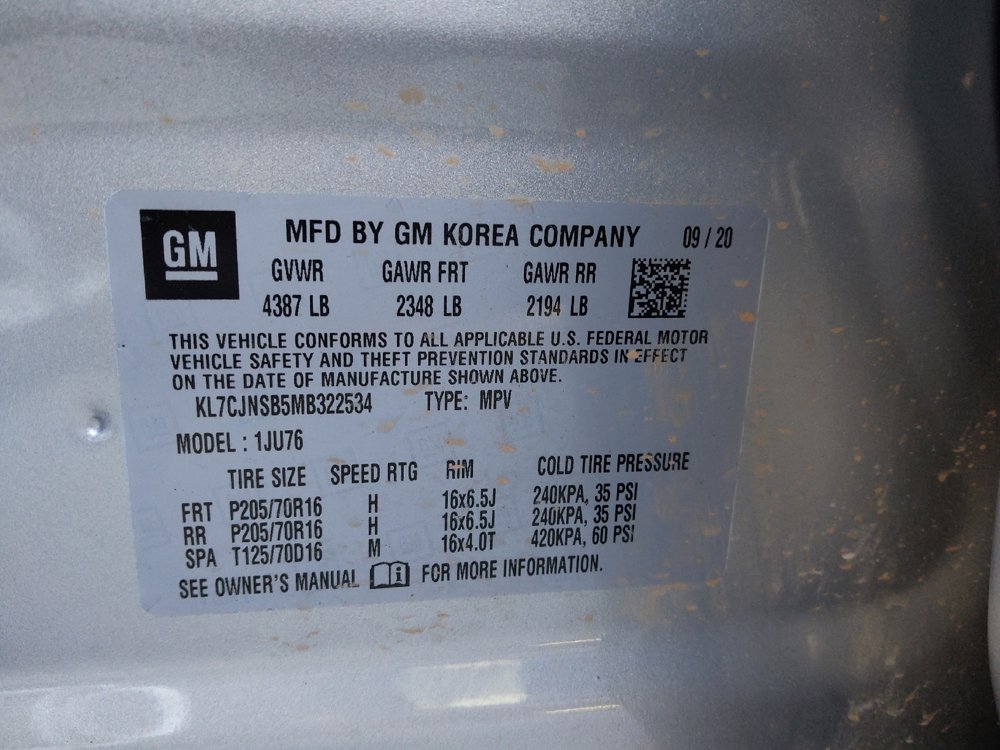 GM
MFD BY GM KOREA COMPANY 09 / 20
GVWR GAWR FRT GAWR RR
4387 LB 2348 LB 2194 LB
THIS VEHICLE CONFORMS TO ALL APPLICABLE U.S. FEDERAL MOTOR
VEHICLE SAFETY AND THEFT PREVENTION STANDARDS IN EFFECT
ON THE DATE OF MANUFACTURE SHOWN ABOVE.
KL7CJNSB5MB322534 TYPE: MPV
MODEL : 1JU76
TIRE SIZE SPEED RTG RIM COLD TIRE PRESSURE
FRT P205/70R16 H 16x6.5J 240KPA, 35 PSI
RR P205/70R16 H 16x6.5J 240KPA, 35 PSI
SPA T125/70D16 M 16x4.0T 420KPA, 60 PSI
SEE OWNER'S MANUAL i FOR MORE INFORMATION.